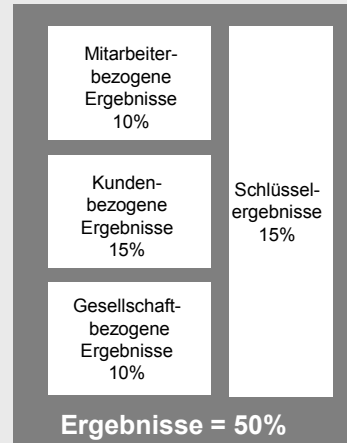 Mitarbeiter-
bezogene
Ergebnisse
10%
Kunden-
bezogene
Ergebnisse
15%
Gesellschaft-
bezogene
Ergebnisse
10%
Schlüssel-
ergebnisse
15%
Ergebnisse = 50%